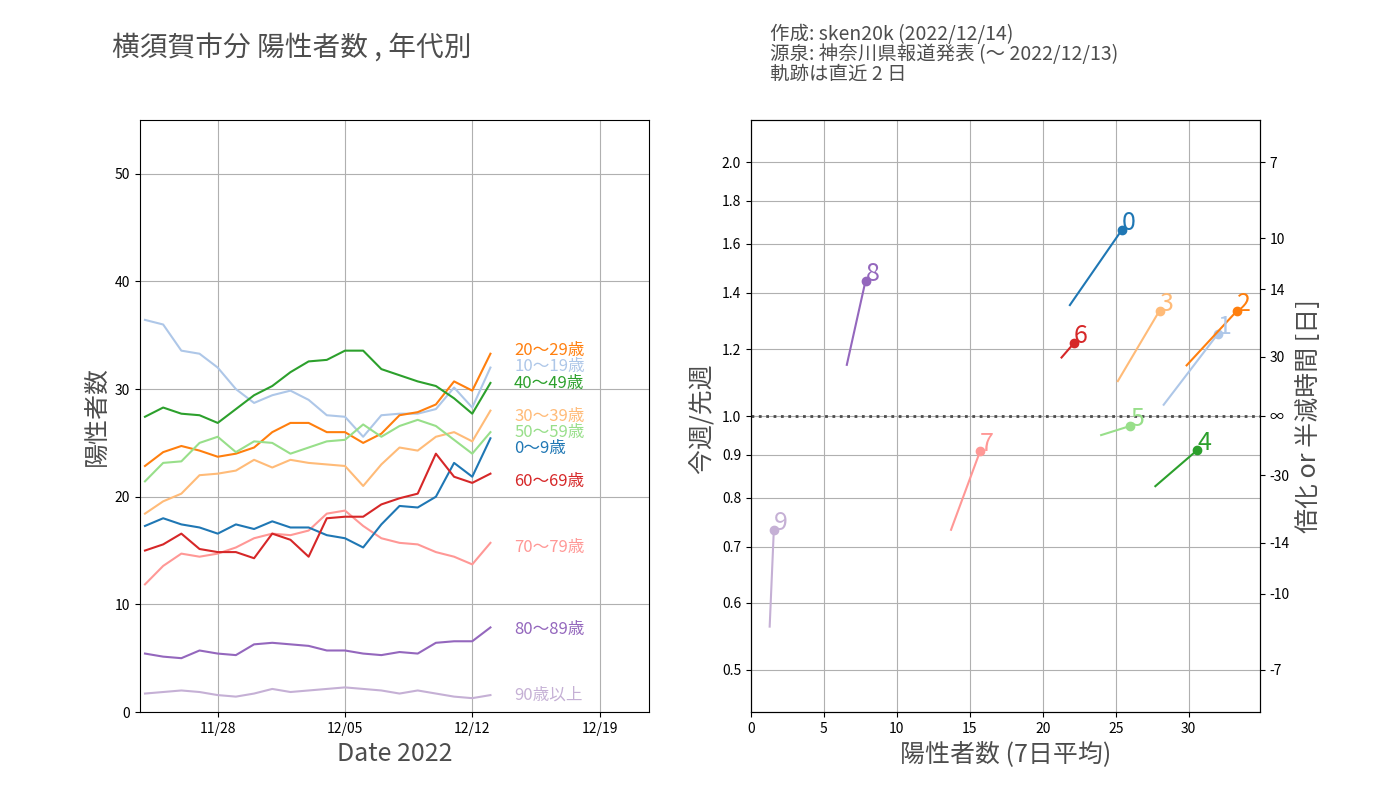 横須賀市分 陽性者数 , 年代別
作成: sken20k (2022/12/14)
源泉: 神奈川県報道発表 (〜 2022/12/13)
軌跡は直近 2 日
陽性者数
50
40
30
20
10
0
20〜29歳
10〜19歳
40〜49歳
30〜39歳
50〜59歳
0〜9歳
60〜69歳
70〜79歳
80〜89歳
90歳以上
11/28
12/05
12/12
12/19
Date 2022
今週/先週
2.0
1.8
1.6
1.4
1.2
1.0
0.9
0.8
0.7
0.6
0.5
0
8
3
2
1
6
5
4
7
9
7
10
14
30
∞
-30
-14
-10
-7
倍化 or 半減時間 [日]
0
5
10
15
20
25
30
陽性者数 (7日平均)